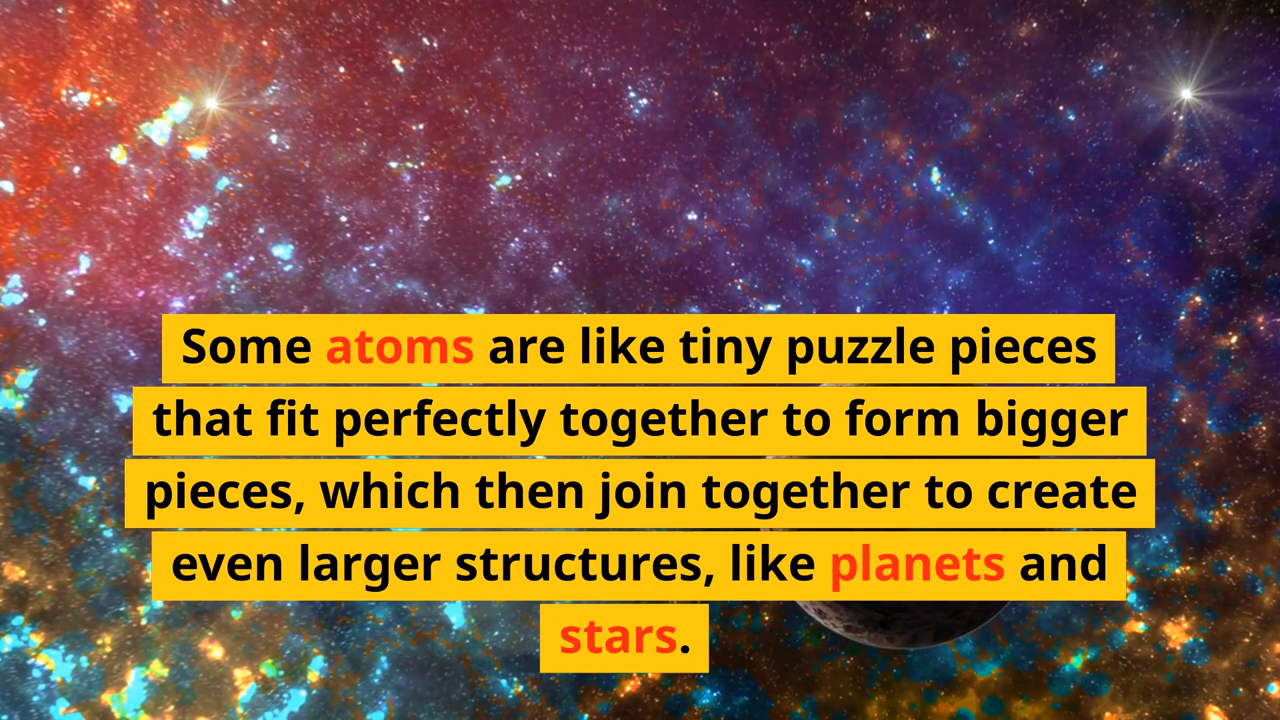 Some atoms are like tiny puzzle pieces
that fit perfectly together to form bigger
pieces, which then join together to create
even larger structures, like planets and
stars.